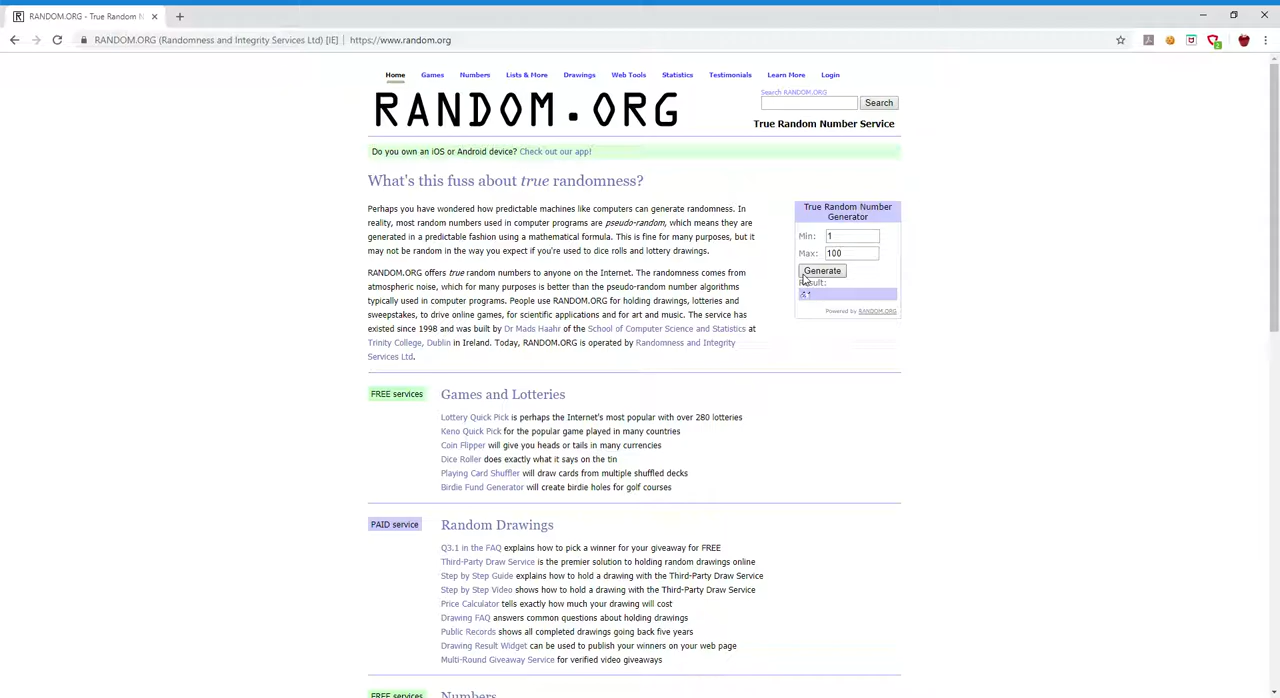 RANDOM.ORG - True Random N
RANDOM.ORG (Randomness and Integrity Services Ltd) [IE] | https://www.random.org
Home Games Numbers Lists & More Drawings Web Tools Statistics Testimonials Learn More Login
RANDOM.ORG
Search RANDOM.ORG
Search
True Random Number Service
Do you own an iOS or Android device? Check out our app!
What's this fuss about true randomness?
Perhaps you have wondered how predictable machines like computers can generate randomness. In
reality, most random numbers used in computer programs are pseudo-random, which means they are
generated in a predictable fashion using a mathematical formula. This is fine for many purposes, but it
may not be random in the way you expect if you're used to dice rolls and lottery drawings.
RANDOM.ORG offers true random numbers to anyone on the Internet. The randomness comes from
atmospheric noise, which for many purposes is better than the pseudo-random number algorithms
typically used in computer programs. People use RANDOM.ORG for holding drawings, lotteries and
sweepstakes, to drive online games, for scientific applications and for art and music. The service has
existed since 1998 and was built by Dr Mads Haahr of the School of Computer Science and Statistics at
Trinity College, Dublin in Ireland. Today, RANDOM.ORG is operated by Randomness and Integrity
Services Ltd.
True Random Number
Generator
Min: 1
Max: 100
Generate
Result:
Powered by RANDOM.ORG
FREE services
Games and Lotteries
Lottery Quick Pick is perhaps the Internet's most popular with over 280 lotteries
Keno Quick Pick for the popular game played in many countries
Coin Flipper will give you heads or tails in many currencies
Dice Roller does exactly what it says on the tin
Playing Card Shuffler will draw cards from multiple shuffled decks
Birdie Fund Generator will create birdie holes for golf courses
PAID service
Random Drawings
Q3.1 in the FAQ explains how to pick a winner for your giveaway for FREE
Third-Party Draw Service is the premier solution to holding random drawings online
Step by Step Guide explains how to hold a drawing with the Third-Party Draw Service
Step by Step Video shows how to hold a drawing with the Third-Party Draw Service
Price Calculator tells exactly how much your drawing will cost
Drawing FAQ answers common questions about holding drawings
Public Records shows all completed drawings going back five years
Drawing Result Widget can be used to publish your winners on your web page
Multi-Round Giveaway Service for verified video giveaways
FREE services
Numbers